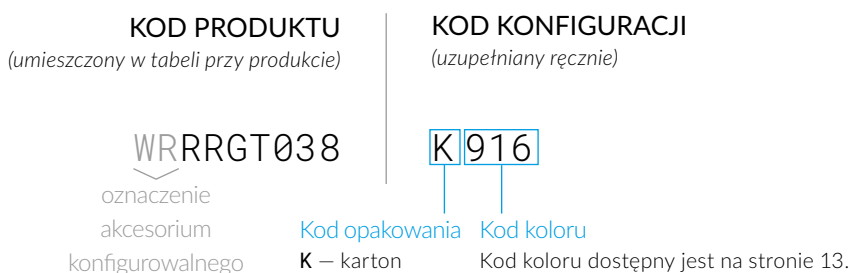 KOD PRODUKTU
(umieszczony w tabeli przy produkcie)
WRRRGT038
oznaczenie
akcesorium
konfigurowalnego
KOD KONFIGURACJI
(uzupełniany ręcznie)
K 916
Kod opakowania
K — karton
Kod koloru
Kod koloru dostępny jest na stronie 13.